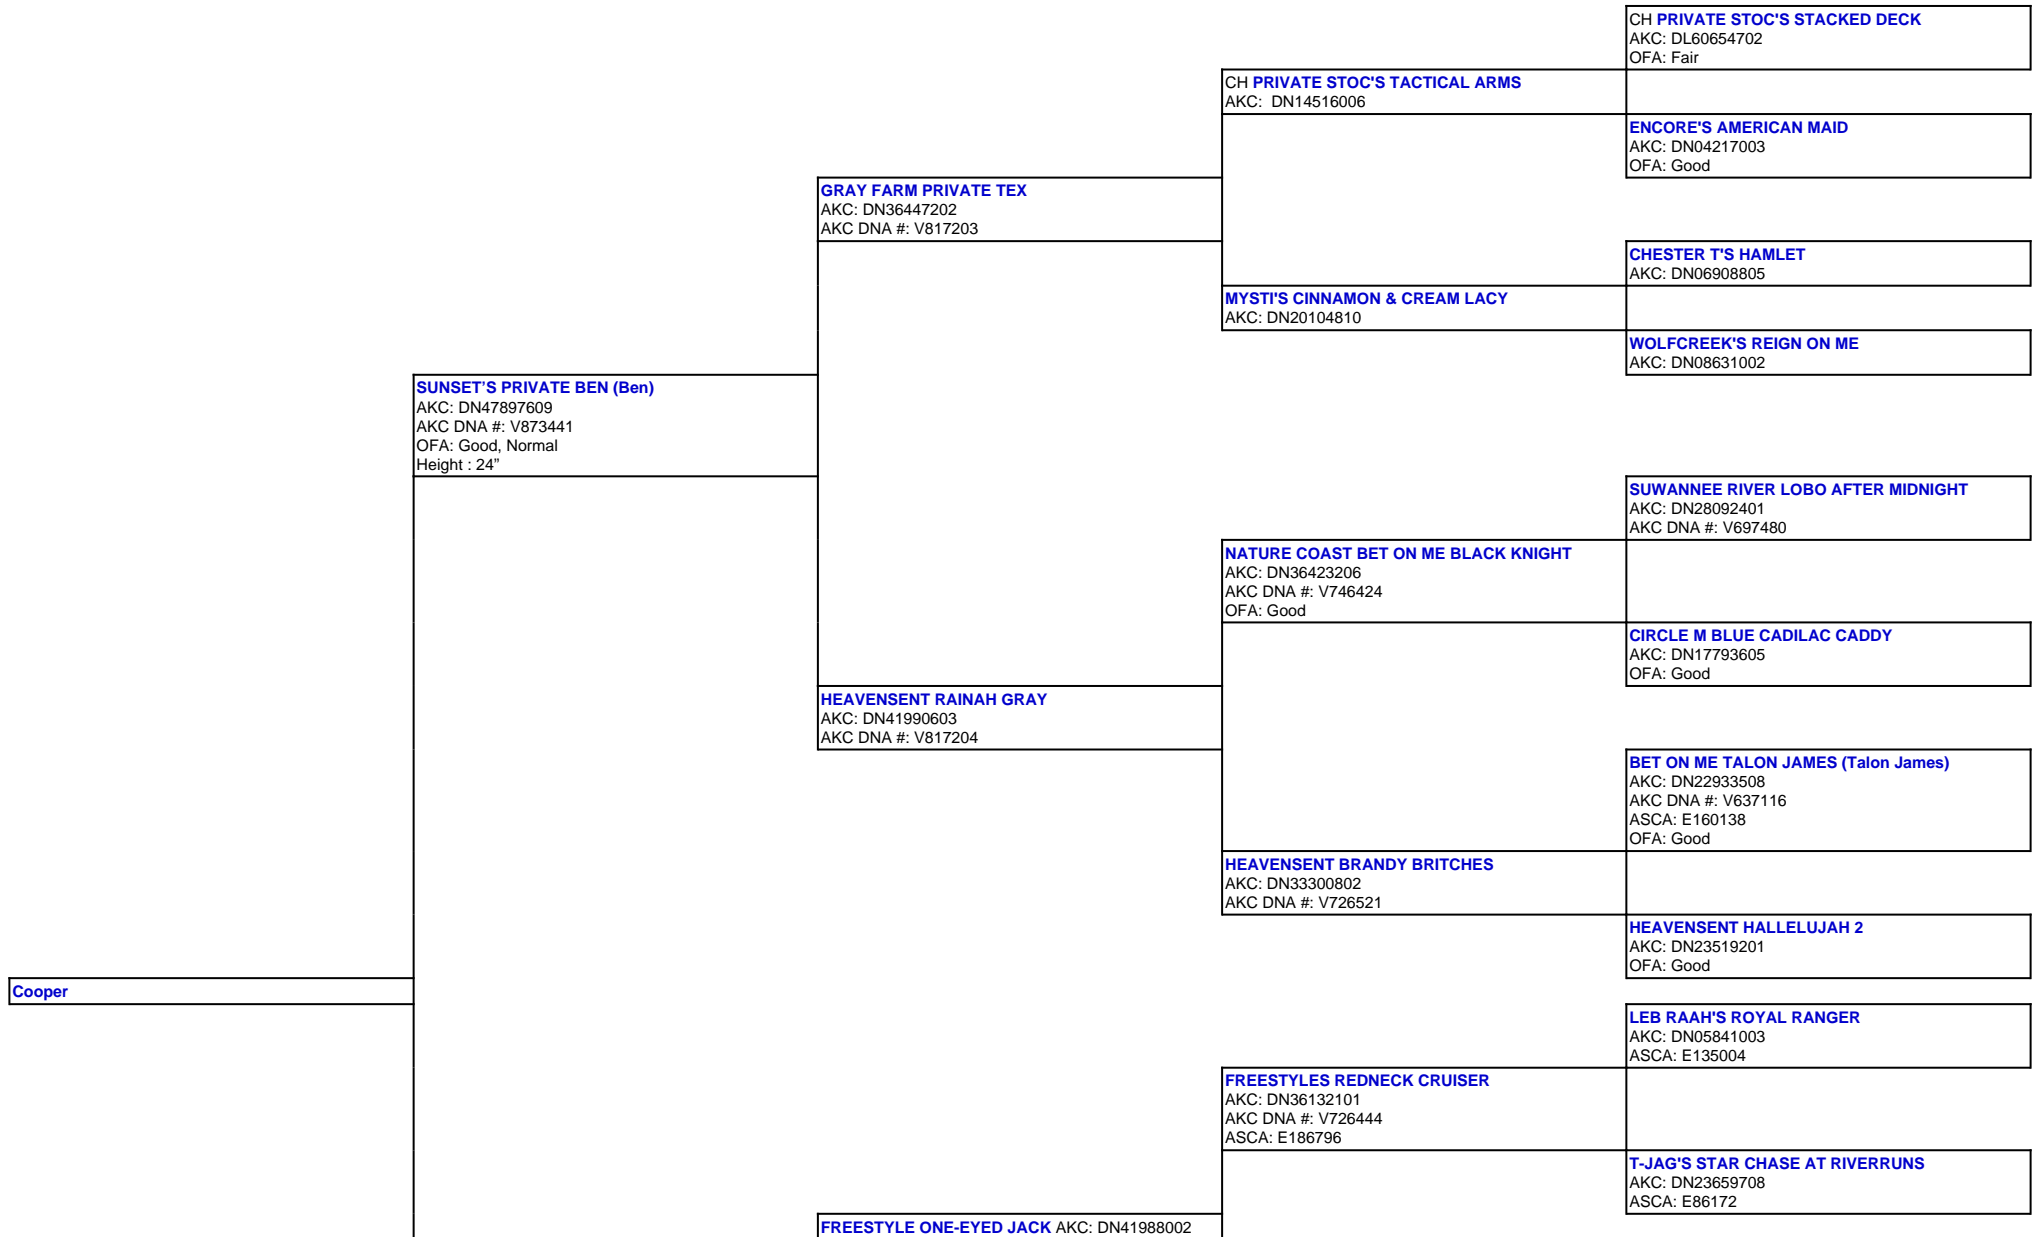 CH PRIVATE STOC'S STACKED DECK
AKC: DL60654702
OFA: Fair
CH PRIVATE STOC'S TACTICAL ARMS
AKC: DN14516006
ENCORE'S AMERICAN MAID
AKC: DN04217003
OFA: Good
GRAY FARM PRIVATE TEX
AKC: DN36447202
AKC DNA #: V817203
CHESTER T'S HAMLET
AKC: DN06908805
MYSTI'S CINNAMON & CREAM LACY
AKC: DN20104810
WOLFCREEK'S REIGN ON ME
AKC: DN08631002
SUNSET’S PRIVATE BEN (Ben)
AKC: DN47897609
AKC DNA #: V873441
OFA: Good, Normal
Height : 24”
SUWANNEE RIVER LOBO AFTER MIDNIGHT
AKC: DN28092401
AKC DNA #: V697480
NATURE COAST BET ON ME BLACK KNIGHT
AKC: DN36423206
AKC DNA #: V746424
OFA: Good
CIRCLE M BLUE CADILAC CADDY
AKC: DN17793605
OFA: Good
HEAVENSENT RAINAH GRAY
AKC: DN41990603
AKC DNA #: V817204
BET ON ME TALON JAMES (Talon James)
AKC: DN22933508
AKC DNA #: V637116
ASCA: E160138
OFA: Good
HEAVENSENT BRANDY BRITCHES
AKC: DN33300802
AKC DNA #: V726521
HEAVENSENT HALLELUJAH 2
AKC: DN23519201
OFA: Good
Cooper
LEB RAAH'S ROYAL RANGER
AKC: DN05841003
ASCA: E135004
FREESTYLES REDNECK CRUISER
AKC: DN36132101
AKC DNA #: V726444
ASCA: E186796
T-JAG'S STAR CHASE AT RIVERRUNS
AKC: DN23659708
ASCA: E86172
FREESTYLE ONE-EYED JACK AKC: DN41988002